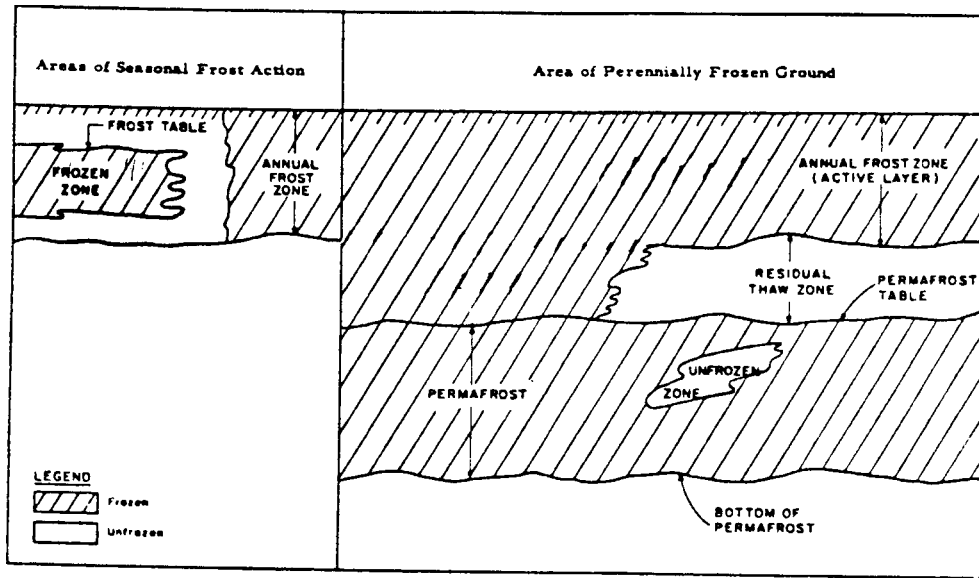 Areas of Seasonal Frost Action
Area of Perennially Frozen Ground
FROST TABLE
FROZEN
ZONE
ANNUAL
FROST
ZONE
ANNUAL FROST ZONE
(ACTIVE LAYER)
RESIDUAL
THAW ZONE
PERMAFROST
TABLE
UNFROZEN
ZONE
PERMAFROST
LEGEND
Frozen
Unfrozen
BOTTOM OF
PERMAFROST